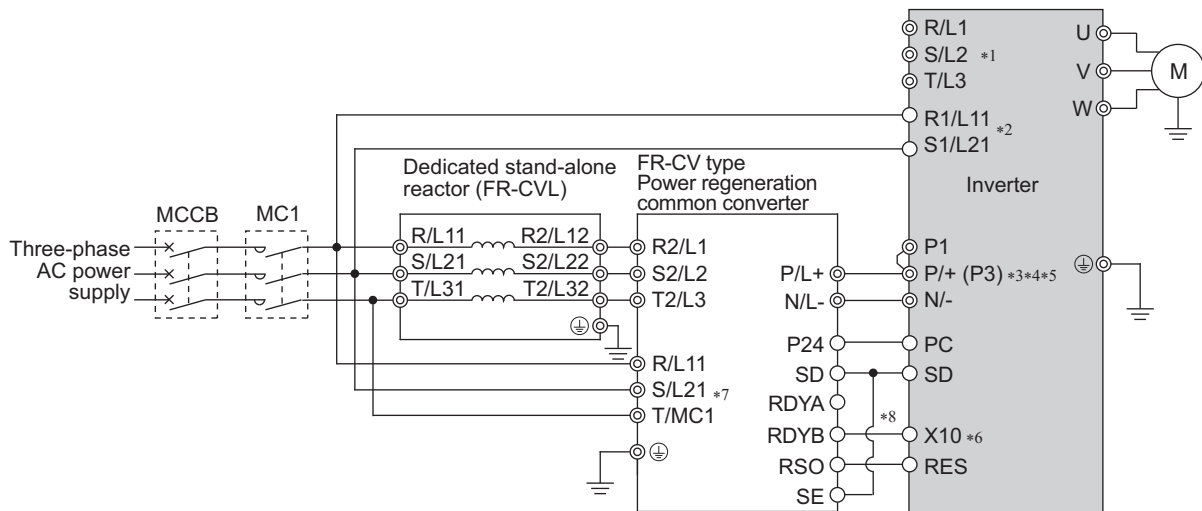 R/L1
S/L2 *1
T/L3
R1/L11
*2
S1/L21
Inverter
P1
P/+ (P3) *3*4*5
N/-
PC
SD
X10 *6
RES
U
V
W
M
Dedicated stand-alone
reactor (FR-CVL)
FR-CV type
Power regeneration
common converter
MCCB
MC1
Three-phase
AC power
supply
R/L11
R2/L12
S/L21
S2/L22
T/L31
T2/L32
R2/L1
S2/L2
T2/L3
R/L11
S/L21 *7
T/MC1
P/L+
N/L-
P24
SD
RDYA
RDYB
RSO
SE
*8